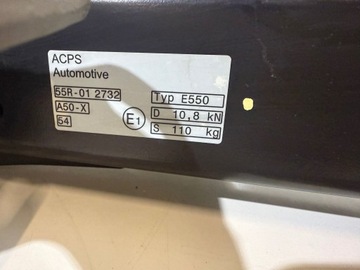 ACPS
Automotive
55R-01 2732
A50-X
54
E1
Typ E550
D 10,8 kN
S 110 kg